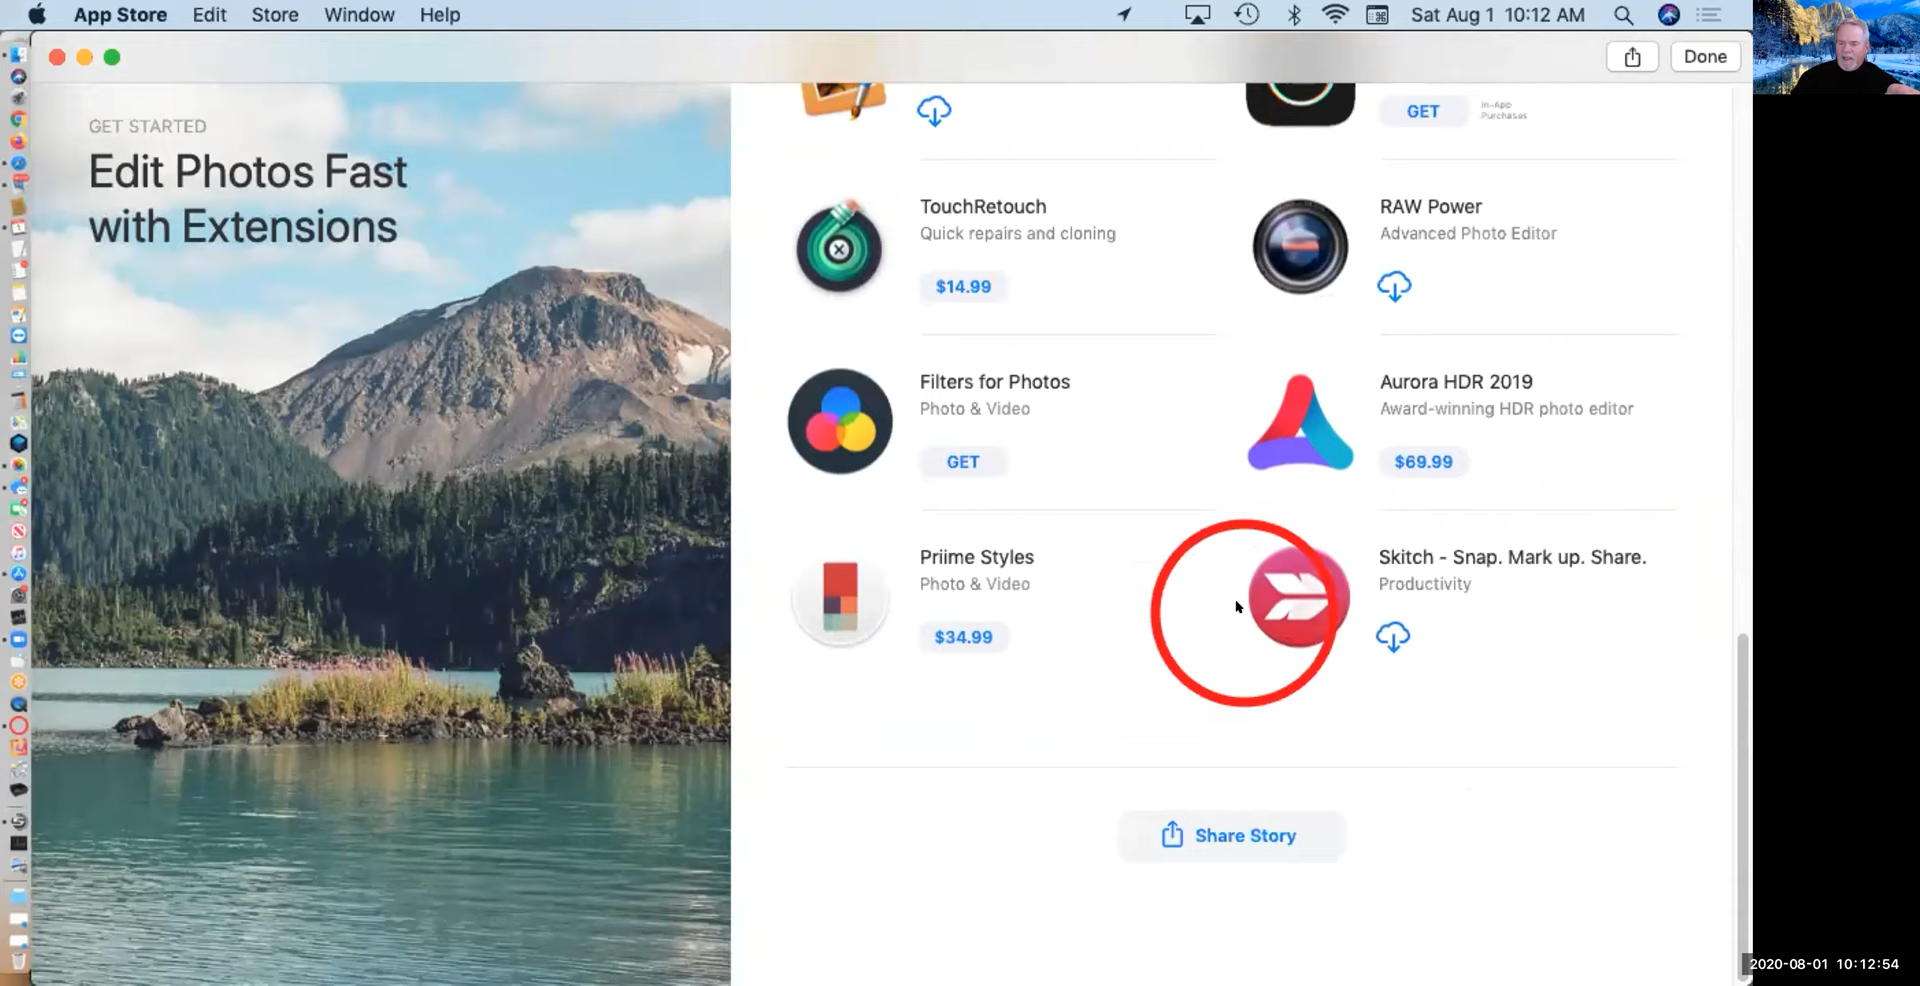 App Store Edit Store Window Help Sat Aug 1 10:12 AM
Done
GET STARTED
Edit Photos Fast
with Extensions
GET In-App
Purchases
TouchRetouch
Quick repairs and cloning
$14.99
RAW Power
Advanced Photo Editor
Filters for Photos
Photo & Video
GET
Aurora HDR 2019
Award-winning HDR photo editor
$69.99
Priime Styles
Photo & Video
$34.99
Skitch - Snap. Mark up. Share.
Productivity
Share Story
2020-08-01 10:12:54